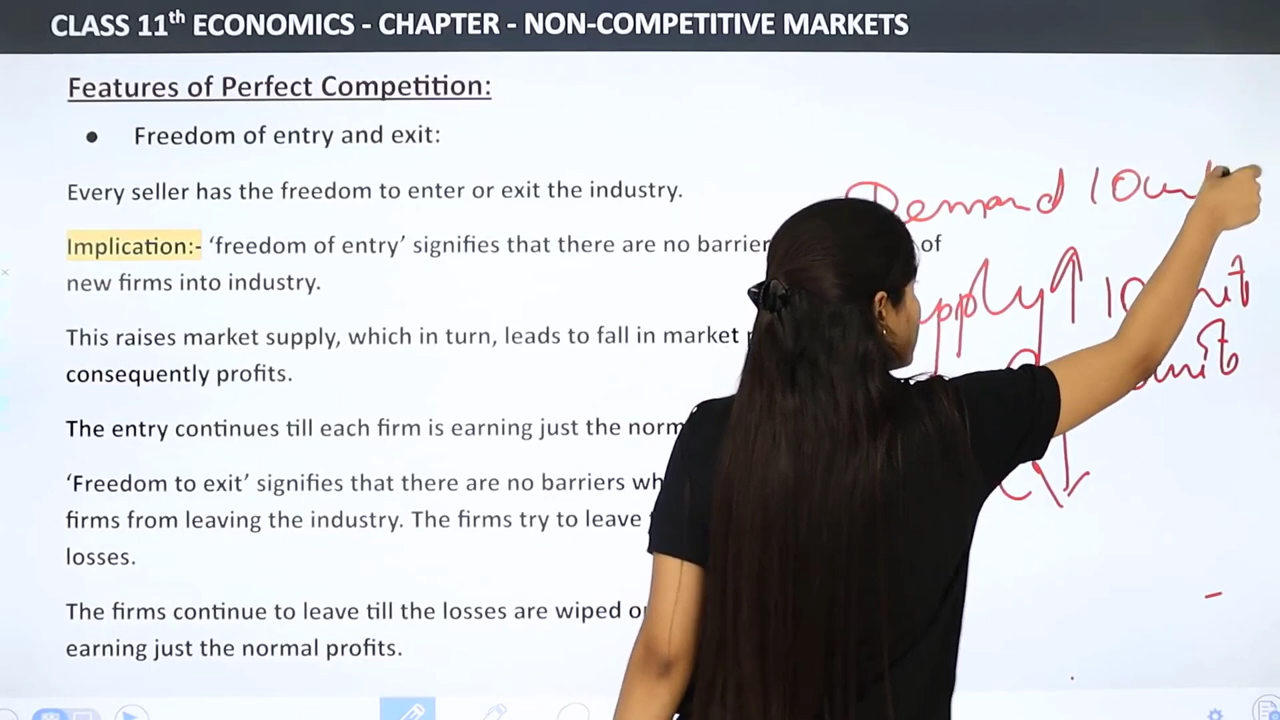 CLASS 11th ECONOMICS - CHAPTER - NON-COMPETITIVE MARKETS
Features of Perfect Competition:
● Freedom of entry and exit:
Every seller has the freedom to enter or exit the industry.
Implication:- ‘freedom of entry’ signifies that there are no barrier of
new firms into industry.
This raises market supply, which in turn, leads to fall in market
consequently profits.
The entry continues till each firm is earning just the norm
‘Freedom to exit’ signifies that there are no barriers wh
firms from leaving the industry. The firms try to leave
losses.
The firms continue to leave till the losses are wiped o
earning just the normal profits.
Demand 10 un
pply ↑ 10 nit
unit